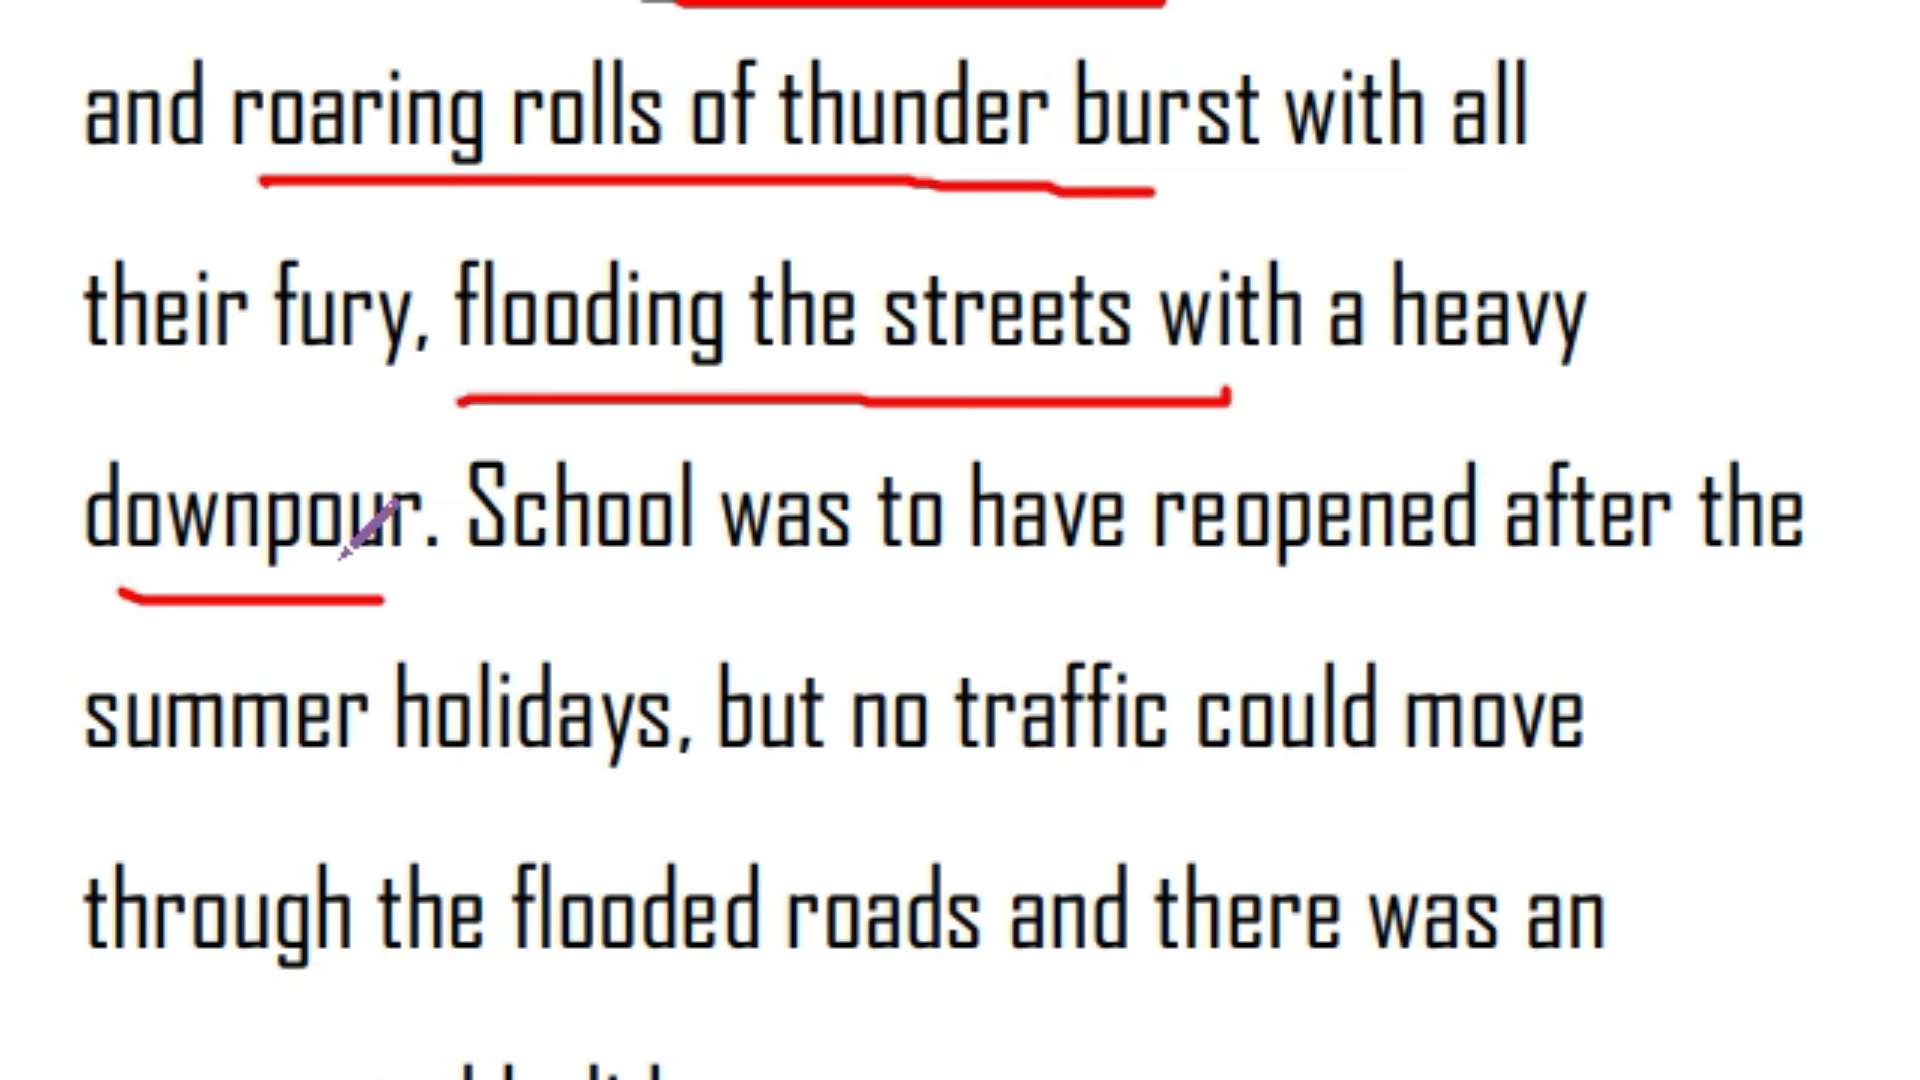 and roaring rolls of thunder burst with all
their fury, flooding the streets with a heavy
downpour. School was to have reopened after the
summer holidays, but no traffic could move
through the flooded roads and there was an